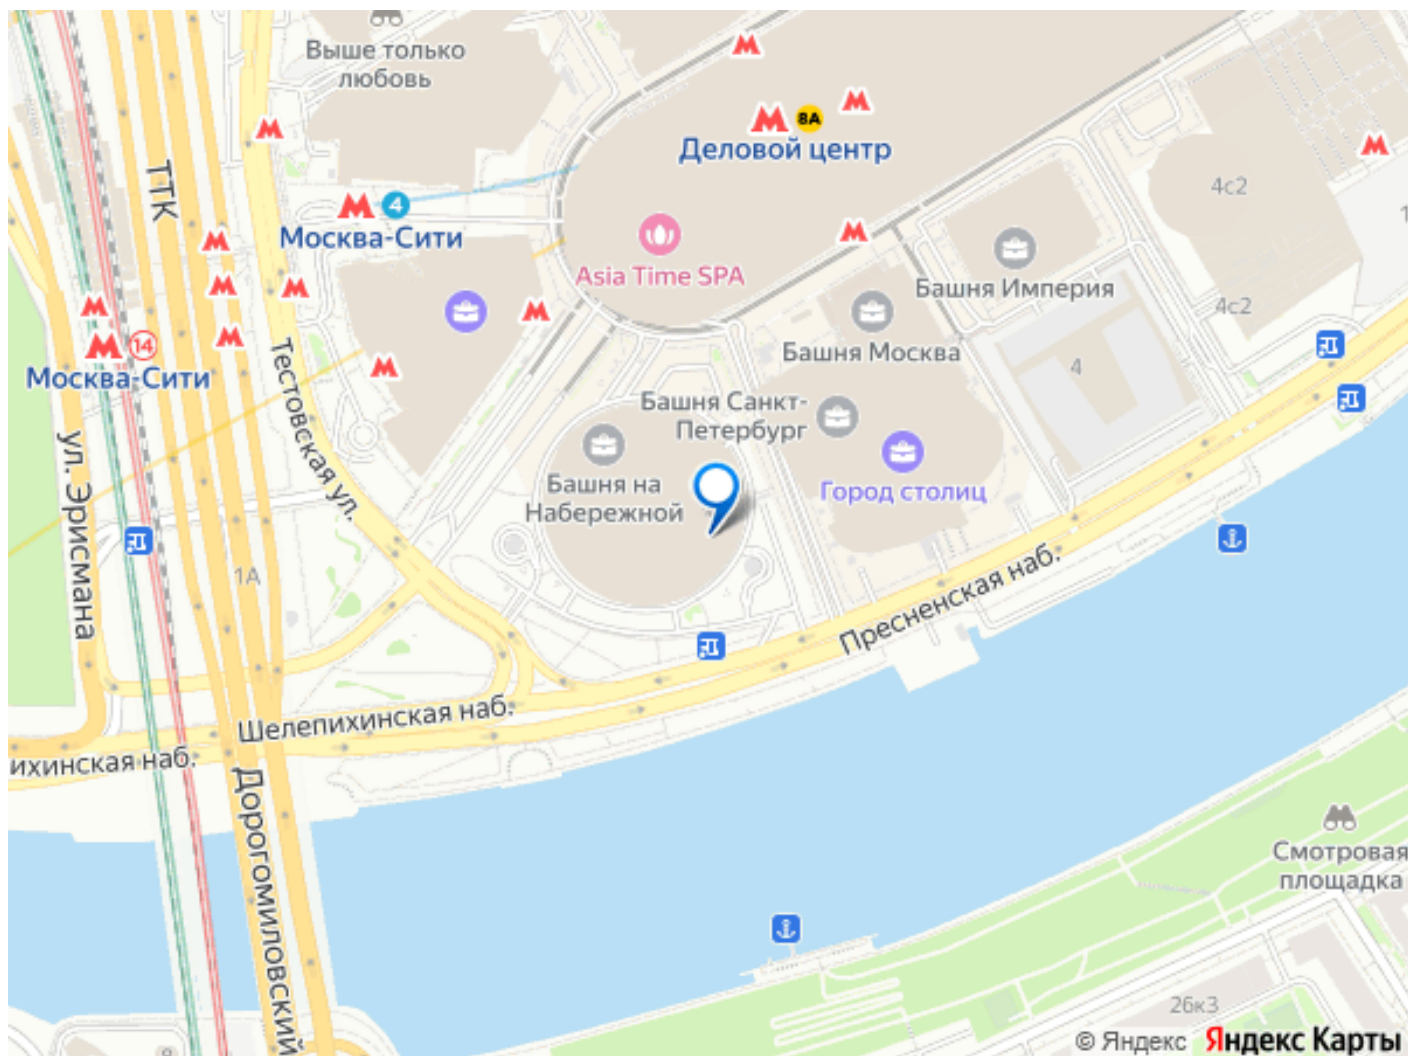 Выше только
любовь
8А
Деловой центр
ТТК
4
Москва-Сити
Asia Time SPA
4с2
Башня Империя
4с2
14
Москва-Сити
Тестовская ул.
Башня Москва
4
Башня Санкт-
Петербург
ул. Эрисмана
Башня на
Набережной
Город столиц
1А
Пресненская наб.
Шелепихинская наб.
ихинская наб.
Дорогомиловский
Смотровая
площадка
26к3
© Яндекс Яндекс Карты